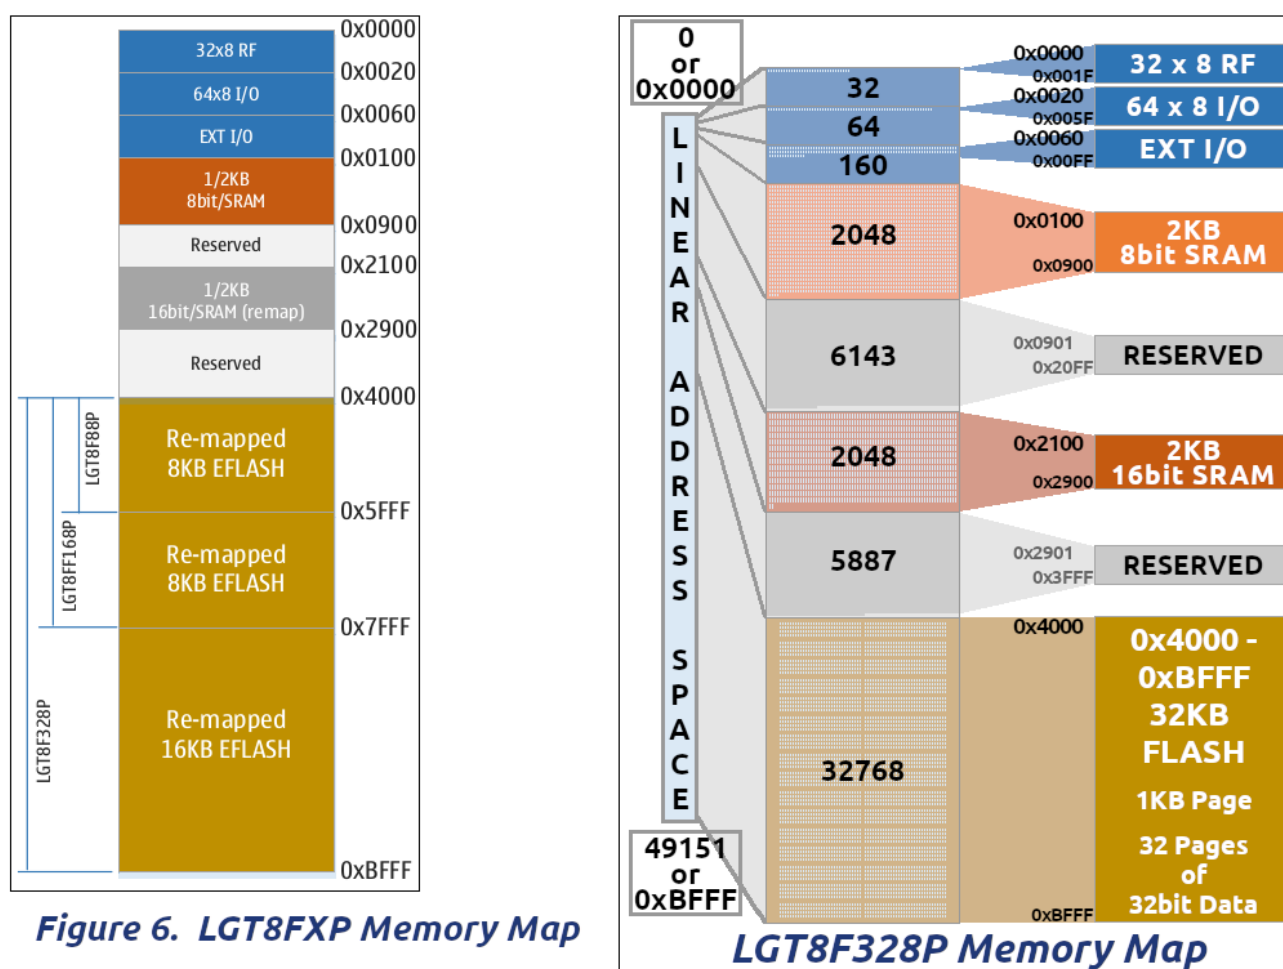 0x0000
32x8 RF
0x0020
64x8 I/O
0x0060
EXT I/O
0x0100
1/2KB
8bit/SRAM
0x0900
Reserved
0x2100
1/2KB
16bit/SRAM (remap)
0x2900
Reserved
0x4000
Re-mapped
8KB EFLASH
LGT8F88P
0x5FFF
Re-mapped
8KB EFLASH
LGT8FF168P
0x7FFF
Re-mapped
16KB EFLASH
LGT8F328P
0xBFFF
Figure 6. LGT8FXP Memory Map
0
or
0x0000
LINEAR ADDRESS SPACE
49151
or
0xBFFF
32
64
160
2048
6143
2048
5887
32768
0x0000
0x001F
32 x 8 RF
0x0020
0x005F
64 x 8 I/O
0x0060
0x00FF
EXT I/O
0x0100
0x0900
2KB
8bit SRAM
0x0901
0x20FF
RESERVED
0x2100
0x2900
2KB
16bit SRAM
0x2901
0x3FFF
RESERVED
0x4000
0xBFFF
0x4000 -
0xBFFF
32KB
FLASH
1KB Page
32 Pages
of
32bit Data
LGT8F328P Memory Map